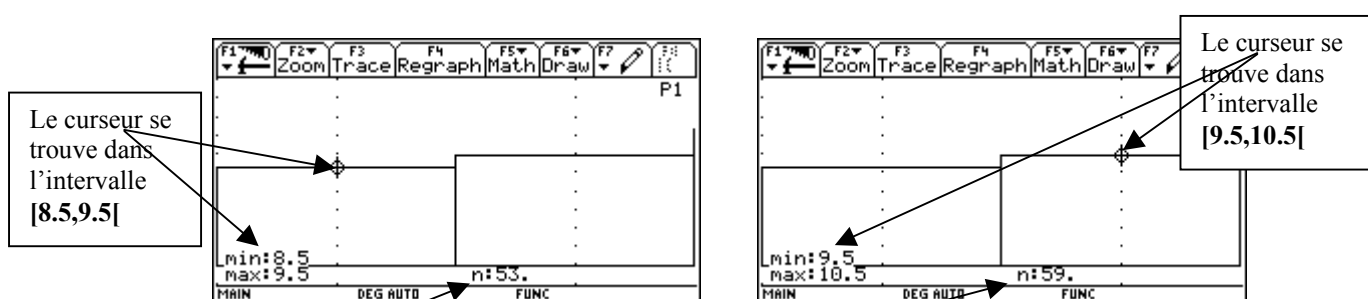 Le curseur se
trouve dans
l'intervalle
[8.5,9.5[
F1 F2 F3 F4 F5 F6 F7
Zoom Trace Regraph Math Draw
P1
min:8.5
max:9.5 n:53.
MAIN DEG AUTO FUNC
F1 F2 F3 F4 F5 F6 F7
Zoom Trace Regraph Math Draw
min:9.5
max:10.5 n:59.
MAIN DEG AUTO FUNC
Le curseur se
trouve dans
l'intervalle
[9.5,10.5[